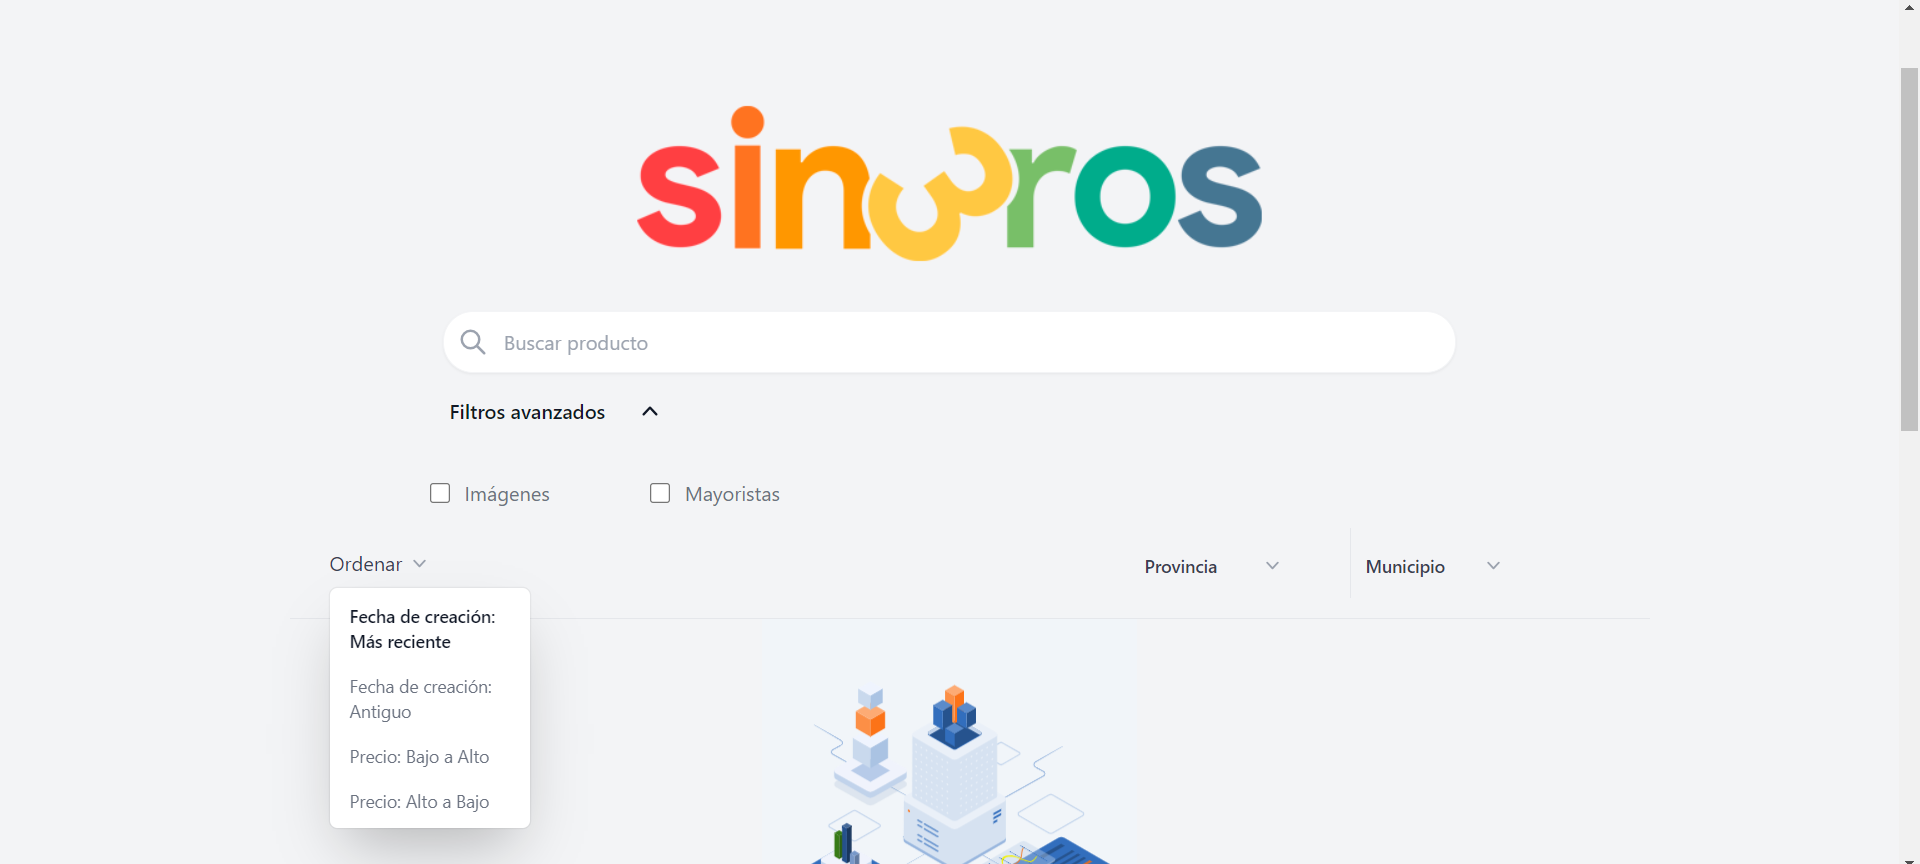 sin3ros
Buscar producto
Filtros avanzados
Imágenes
Mayoristas
Ordenar
Provincia
Municipio
Fecha de creación:
Más reciente
Fecha de creación:
Antiguo
Precio: Bajo a Alto
Precio: Alto a Bajo